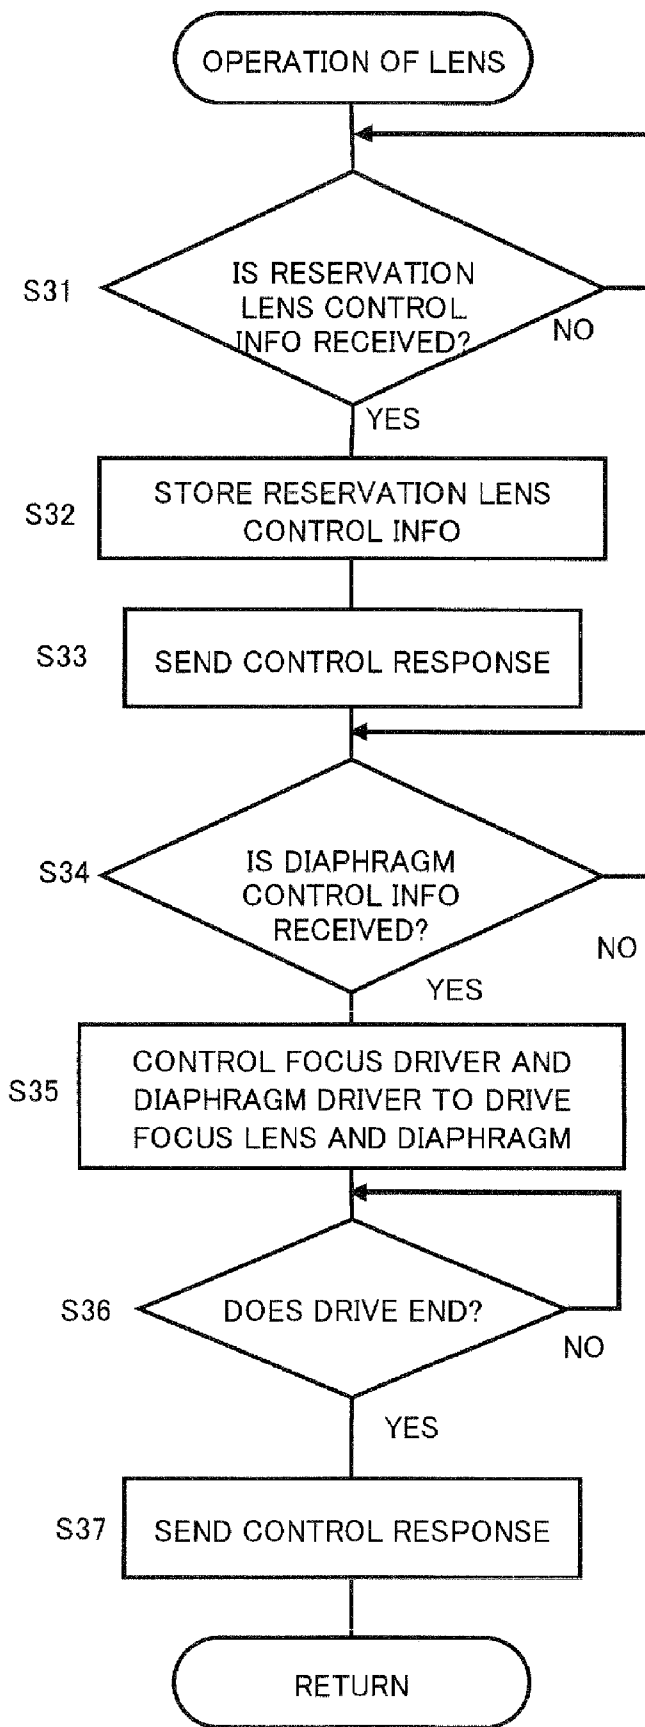 OPERATION OF LENS
S31
IS RESERVATION
LENS CONTROL
INFO RECEIVED?
NO
YES
S32
STORE RESERVATION LENS
CONTROL INFO
S33
SEND CONTROL RESPONSE
S34
IS DIAPHRAGM
CONTROL INFO
RECEIVED?
NO
YES
S35
CONTROL FOCUS DRIVER AND
DIAPHRAGM DRIVER TO DRIVE
FOCUS LENS AND DIAPHRAGM
S36
DOES DRIVE END?
NO
YES
S37
SEND CONTROL RESPONSE
RETURN